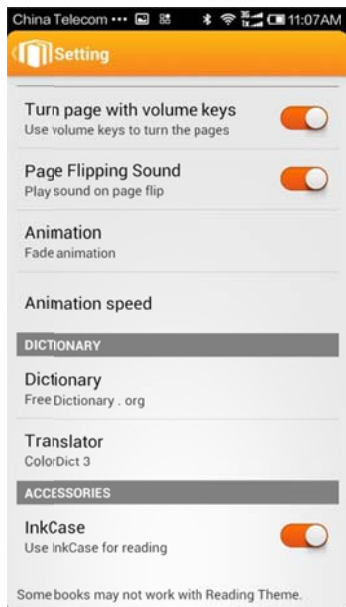 China Telecom ••• 11:07AM
Setting
Turn page with volume keys
Use volume keys to turn the pages
Page Flipping Sound
Play sound on page flip
Animation
Fade animation
Animation speed
DICTIONARY
Dictionary
Free Dictionary . org
Translator
ColorDict 3
ACCESSORIES
InkCase
Use InkCase for reading
Some books may not work with Reading Theme.